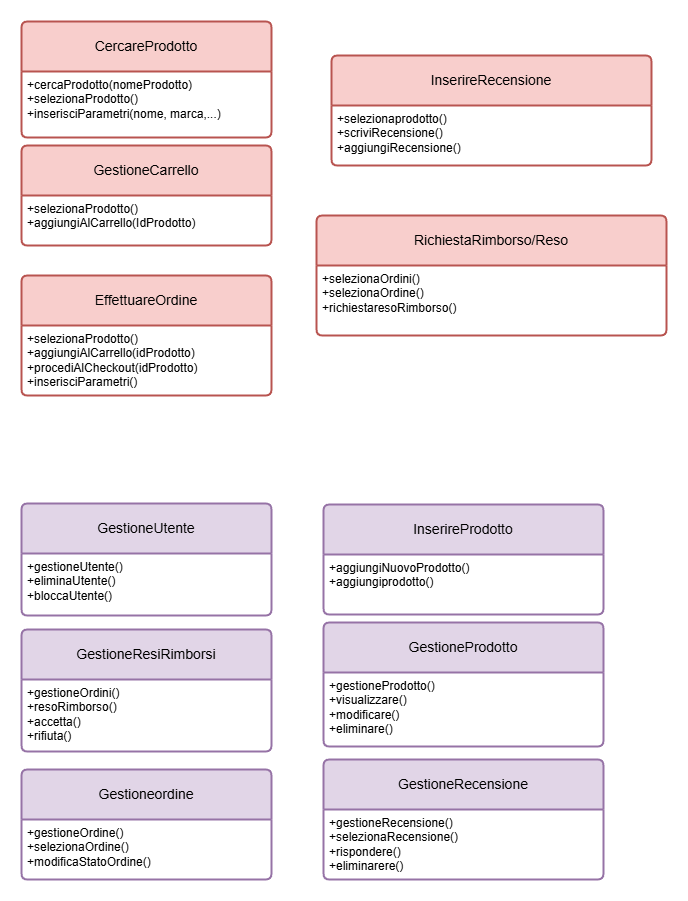 CercareProdotto
+cercaProdotto(nomeProdotto)
+selezionaProdotto()
+inserisciParametri(nome, marca,...)
InserireRecensione
+selezionaprodotto()
+scriviRecensione()
+aggiungiRecensione()
GestioneCarrello
+selezionaProdotto()
+aggiungiAlCarrello(IdProdotto)
RichiestaRimborso/Reso
+selezionaOrdini()
+selezionaOrdine()
+richiestaresoRimborso()
EffettuareOrdine
+selezionaProdotto()
+aggiungiAlCarrello(idProdotto)
+procediAlCheckout(idProdotto)
+inserisciParametri()
GestioneUtente
+gestioneUtente()
+eliminaUtente()
+bloccaUtente()
InserireProdotto
+aggiungiNuovoProdotto()
+aggiungiprodotto()
GestioneResiRimborsi
+gestioneOrdini()
+resoRimborso()
+accetta()
+rifiuta()
GestioneProdotto
+gestioneProdotto()
+visualizzare()
+modificare()
+eliminare()
Gestioneordine
+gestioneOrdine()
+selezionaOrdine()
+modificaStatoOrdine()
GestioneRecensione
+gestioneRecensione()
+selezionaRecensione()
+rispondere()
+eliminarere()